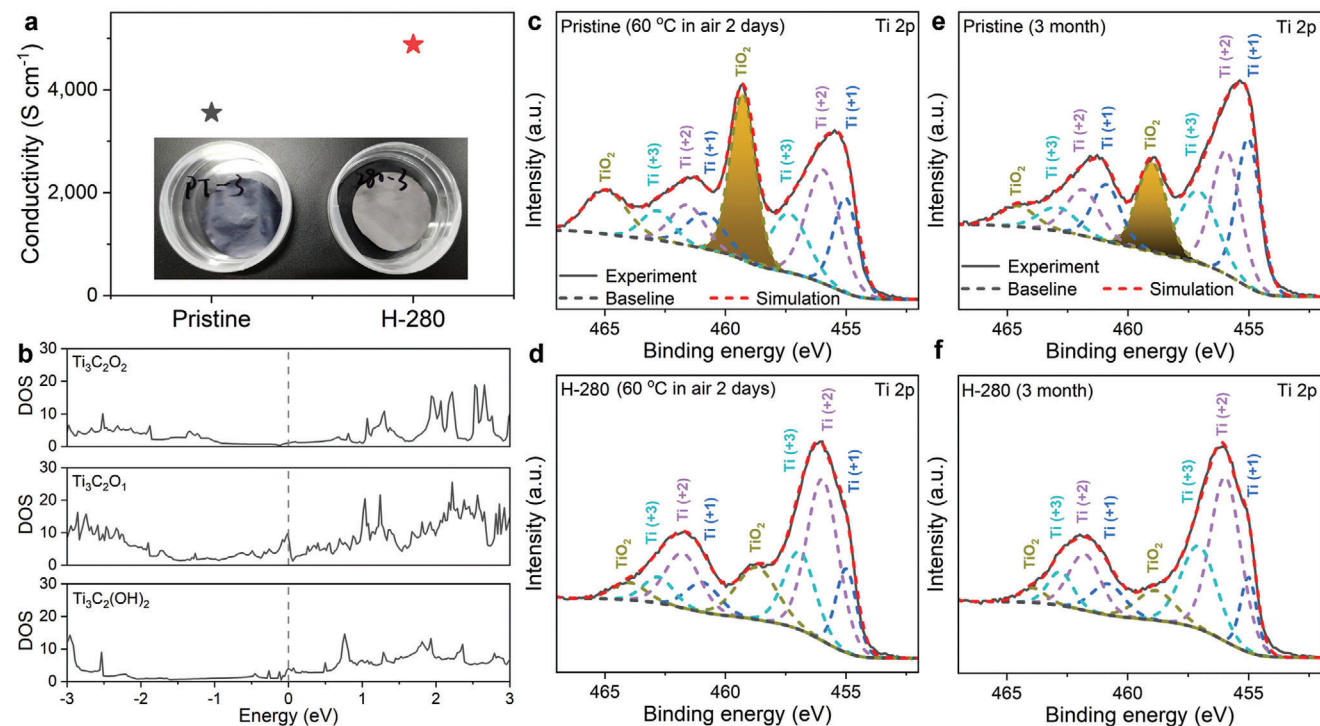 a
Conductivity (S cm⁻¹)
4,000
2,000
0
PT-3
280-3
Pristine
H-280
b
Ti₃C₂O₂
DOS
30
20
10
0
Ti₃C₂O₁
DOS
30
20
10
0
Ti₃C₂(OH)₂
DOS
30
20
10
0
-3
-2
-1
0
1
2
3
Energy (eV)
c
Pristine (60 °C in air 2 days)
Ti 2p
Intensity (a.u.)
TiO₂
Ti (+3)
Ti (+2)
Ti (+1)
TiO₂
Ti (+3)
Ti (+2)
Ti (+1)
Experiment
Baseline
Simulation
465
460
455
Binding energy (eV)
d
H-280 (60 °C in air 2 days)
Ti 2p
Intensity (a.u.)
TiO₂
Ti (+3)
Ti (+2)
Ti (+1)
TiO₂
Ti (+3)
Ti (+2)
Ti (+1)
465
460
455
Binding energy (eV)
e
Pristine (3 month)
Ti 2p
Intensity (a.u.)
TiO₂
Ti (+3)
Ti (+2)
Ti (+1)
TiO₂
Ti (+3)
Ti (+2)
Ti (+1)
Experiment
Baseline
Simulation
465
460
455
Binding energy (eV)
f
H-280 (3 month)
Ti 2p
Intensity (a.u.)
TiO₂
Ti (+3)
Ti (+2)
Ti (+1)
TiO₂
Ti (+3)
Ti (+2)
Ti (+1)
465
460
455
Binding energy (eV)